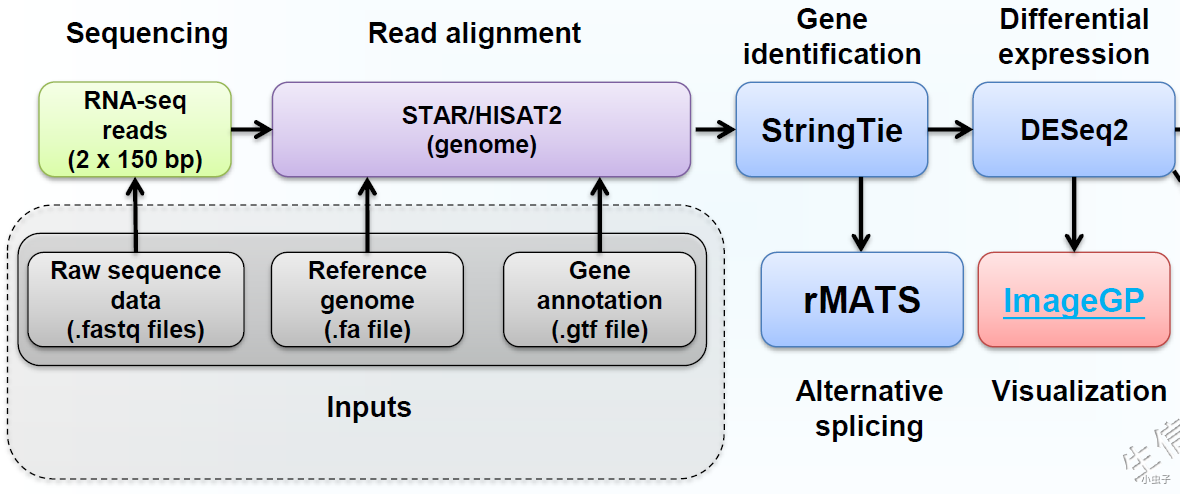 Sequencing
Read alignment
Gene
identification
Differential
expression
RNA-seq
reads
(2 x 150 bp)
STAR/HISAT2
(genome)
StringTie
DESeq2
Raw sequence
data
(.fastq files)
Reference
genome
(.fa file)
Gene
annotation
(.gtf file)
rMATS
ImageGP
Inputs
Alternative
splicing
Visualization
生信
小虫子